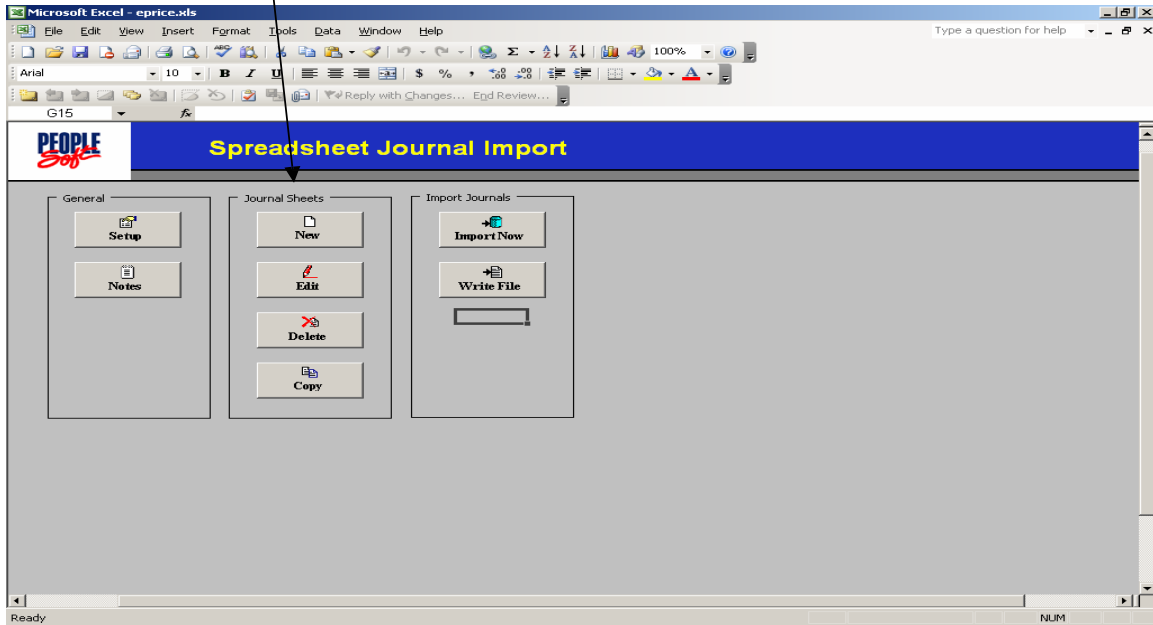 Microsoft Excel - eprice.xls
File Edit View Insert Format Tools Data Window Help Type a question for help
100%
Arial 10 B I U $ %
Reply with Changes... End Review...
G15 fx
PEOPLE Soft
Spreadsheet Journal Import
General Journal Sheets Import Journals
Setup New Import Now
Notes Edit Write File
Delete
Copy
Ready NUM